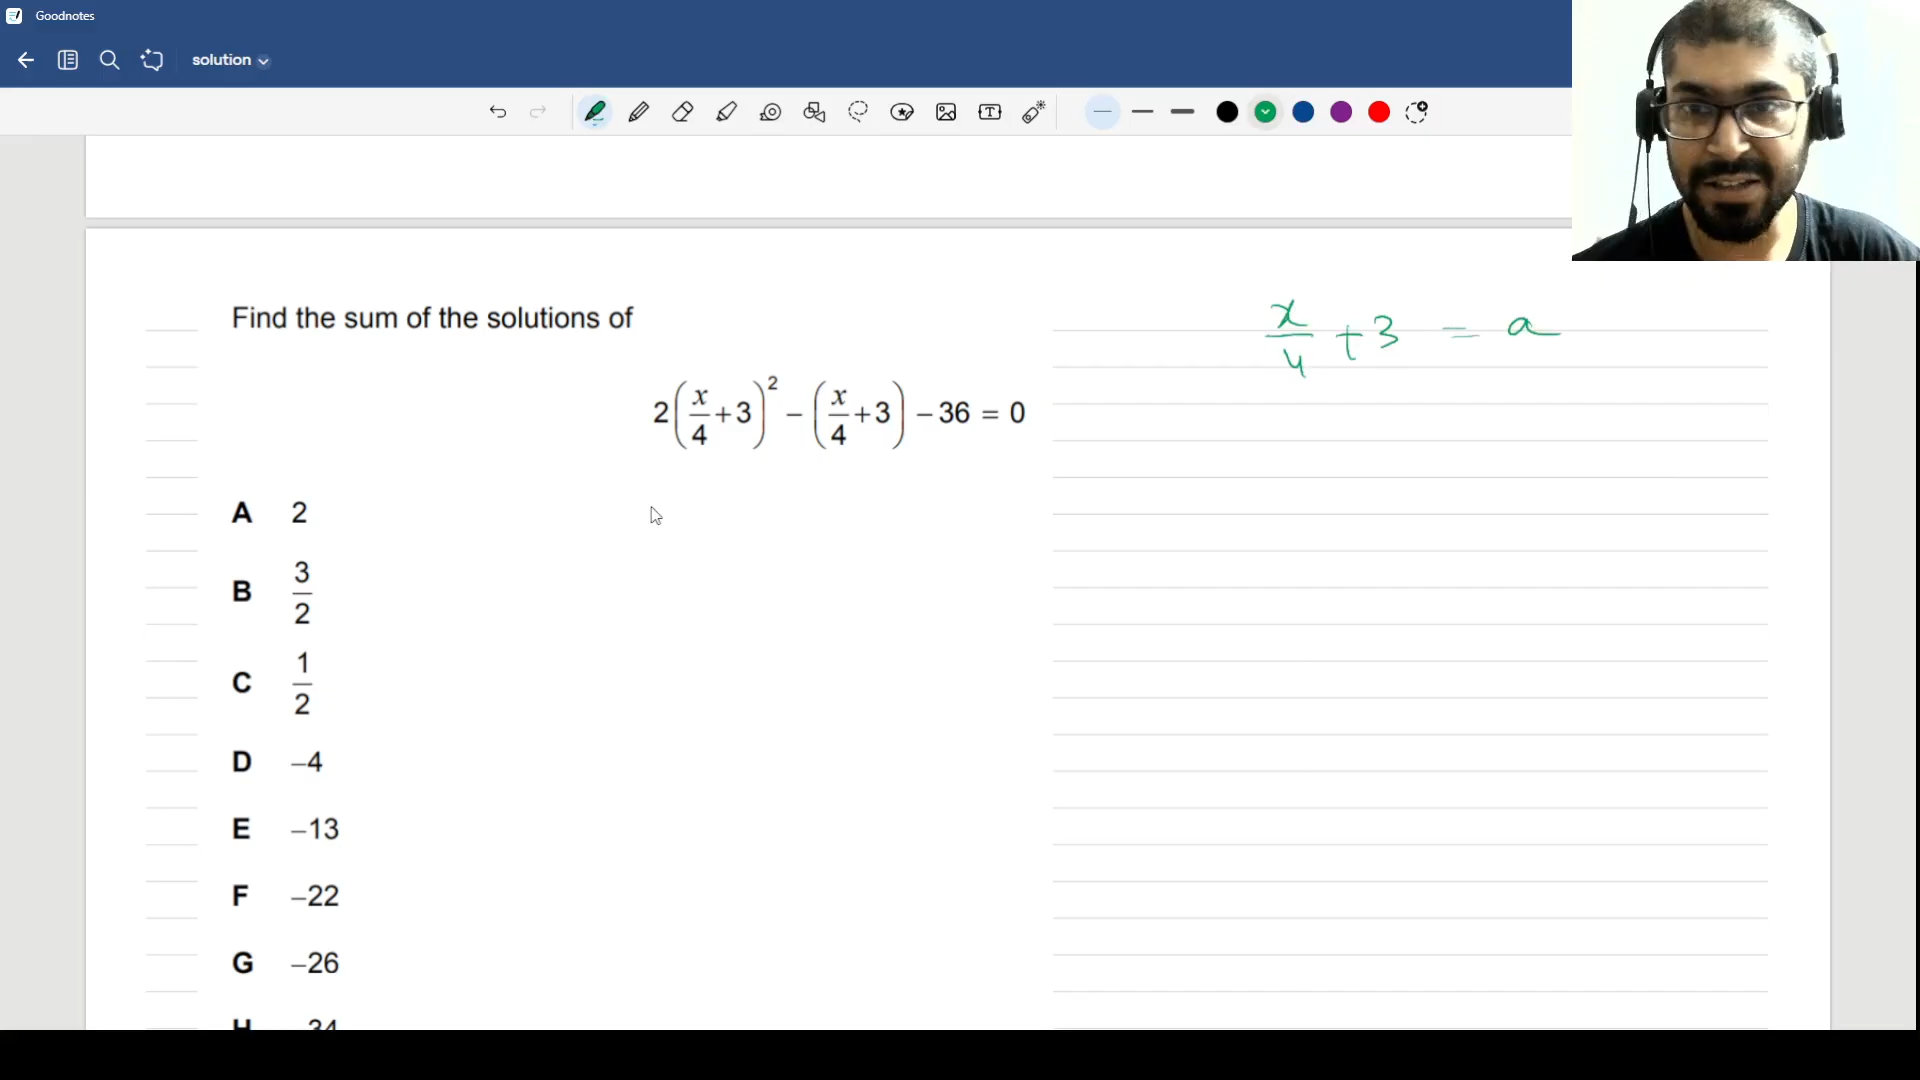 Goodnotes
solution
Find the sum of the solutions of
2(x/4+3)² − (x/4+3) − 36 = 0
x/4 + 3 = a
A 2
B 3/2
C 1/2
D –4
E –13
F –22
G –26